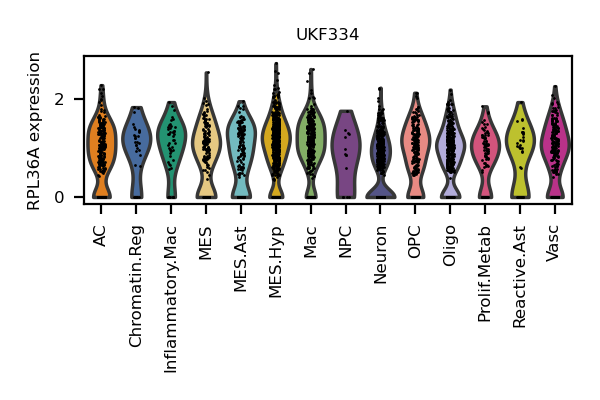 UKF334
RPL36A expression
2
0
AC
Chromatin.Reg
Inflammatory.Mac
MES
MES.Ast
MES.Hyp
Mac
NPC
Neuron
OPC
Oligo
Prolif.Metab
Reactive.Ast
Vasc